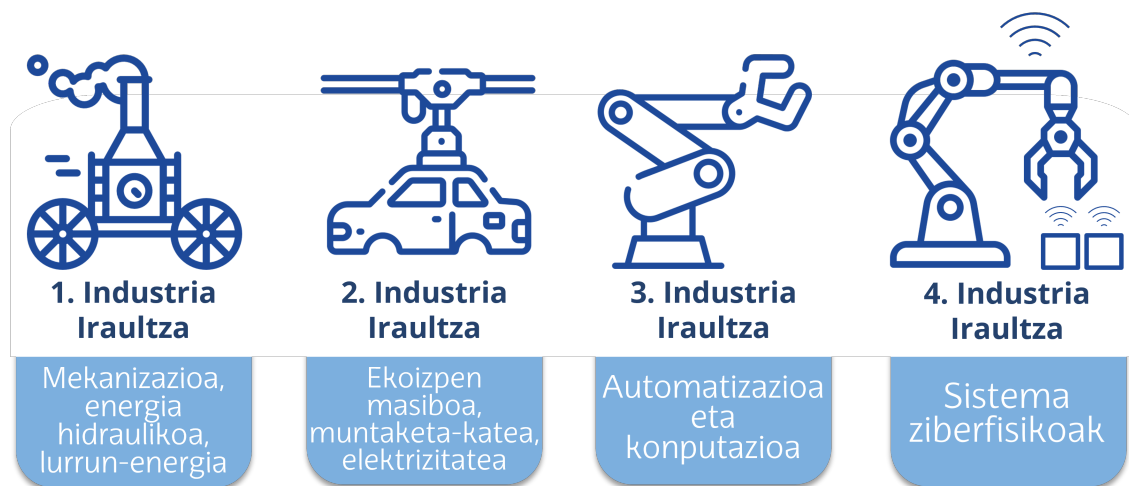 1. Industria
Iraultza
2. Industria
Iraultza
3. Industria
Iraultza
4. Industria
Iraultza
Mekanizazioa,
energia
hidraulikoa,
lurrun-energia
Ekoizpen
masiboa,
muntaketa-katea,
elektrizitatea
Automatizazioa
eta
konputazioa
Sistema
ziberfisikoak